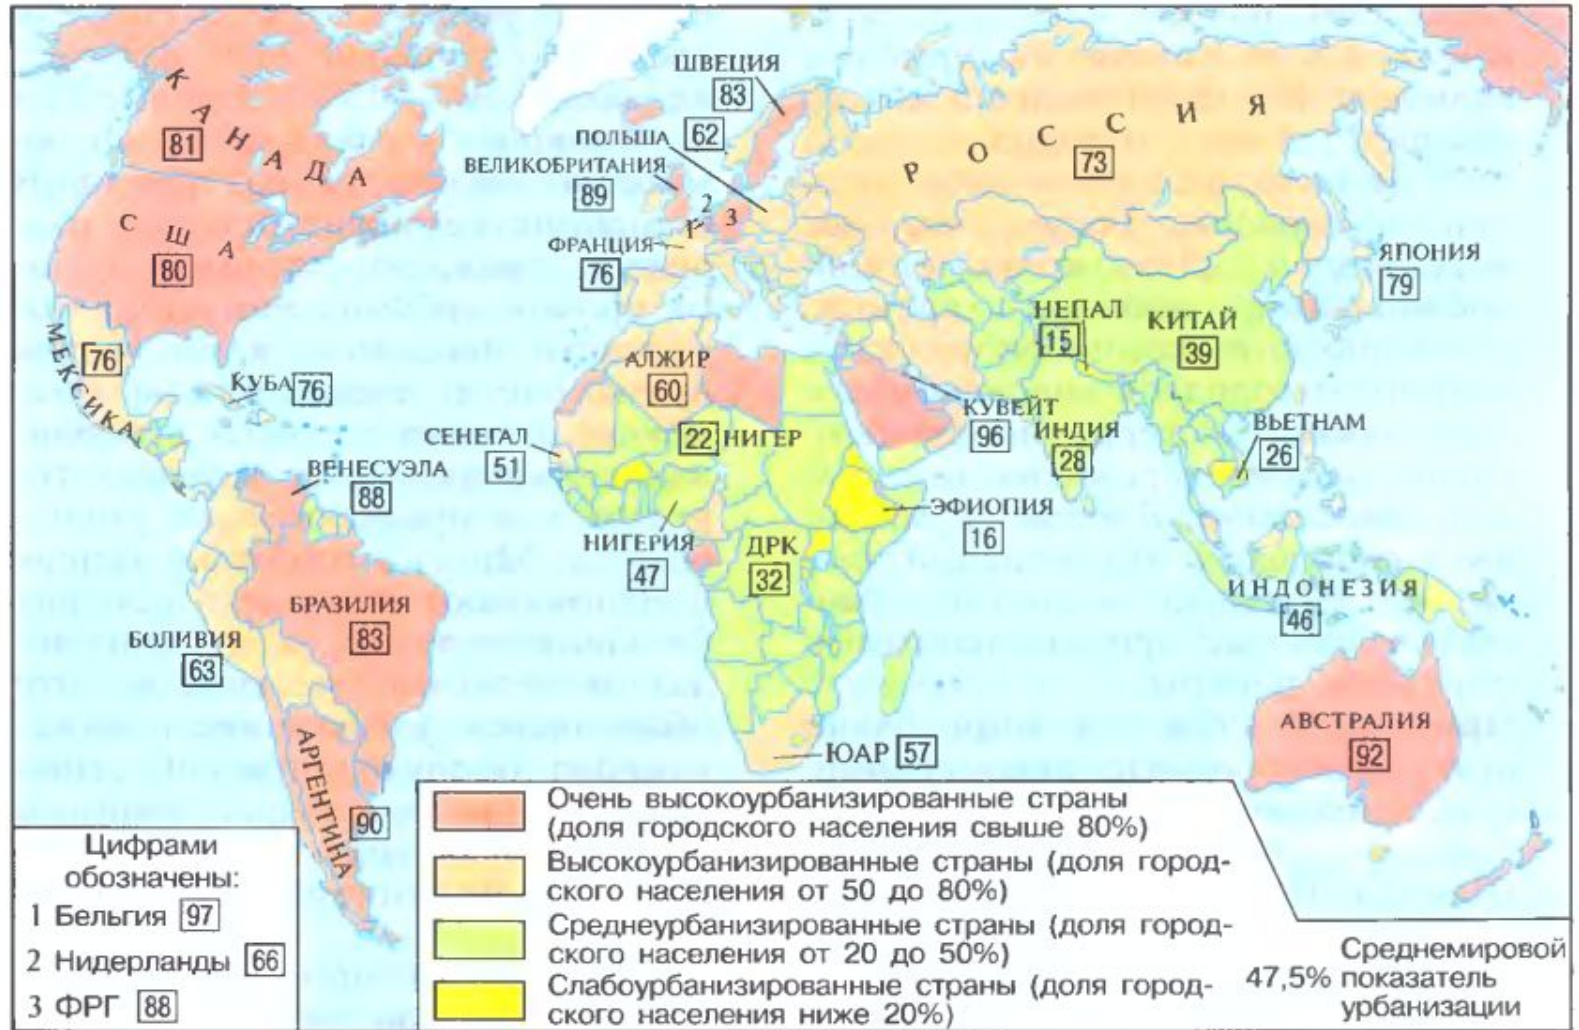 КАНАДА
81
США
80
МЕКСИКА
76
КУБА 76
ВЕНЕСУЭЛА
88
БРАЗИЛИЯ
83
БОЛИВИЯ
63
АРГЕНТИНА
90
ШВЕЦИЯ
83
ПОЛЬША
62
ВЕЛИКОБРИТАНИЯ
89
1
2
3
ФРАНЦИЯ
76
РОССИЯ
73
ЯПОНИЯ
79
НЕПАЛ
15
КИТАЙ
39
АЛЖИР
60
КУВЕЙТ
96
ИНДИЯ
28
ВЬЕТНАМ
26
СЕНЕГАЛ
51
22 НИГЕР
ЭФИОПИЯ
16
НИГЕРИЯ
47
ДРК
32
ИНДОНЕЗИЯ
46
ЮАР 57
АВСТРАЛИЯ
92
Цифрами
обозначены:
1 Бельгия 97
2 Нидерланды 66
3 ФРГ 88
Очень высокоурбанизированные страны
(доля городского населения свыше 80%)
Высокоурбанизированные страны (доля город-
ского населения от 50 до 80%)
Среднеурбанизированные страны (доля город-
ского населения от 20 до 50%)
Слабоурбанизированные страны (доля город-
ского населения ниже 20%)
47,5% Среднемировой
показатель
урбанизации